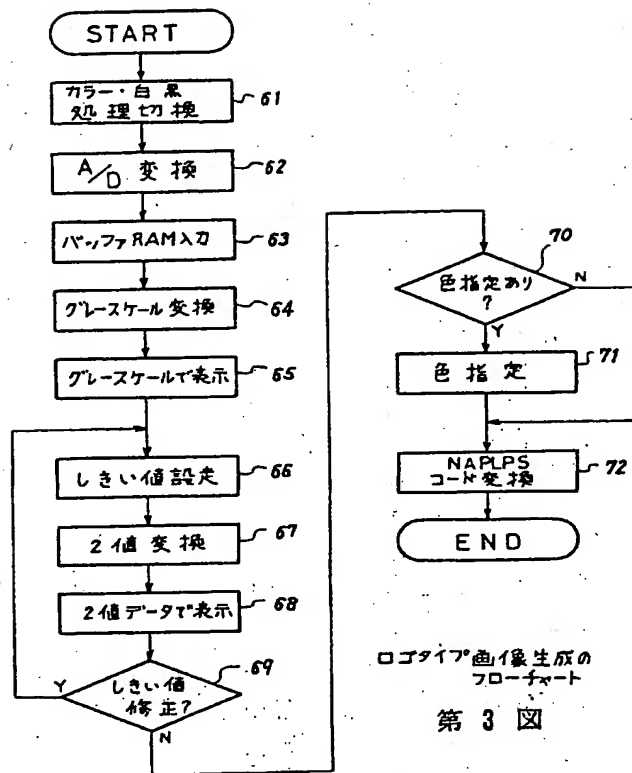 START
カラー・白黒
処理切換
61
A/D 変換
62
バッファRAM入力
63
グレースケール変換
64
グレースケールで表示
65
しきい値設定
66
2値変換
67
2値データで表示
68
しきい値
修正?
69
Y
N
色指定あり
?
70
N
Y
色指定
71
NAPLPS
コード変換
72
END
ロゴタイプ画像生成の
フローチャート
第 3 図